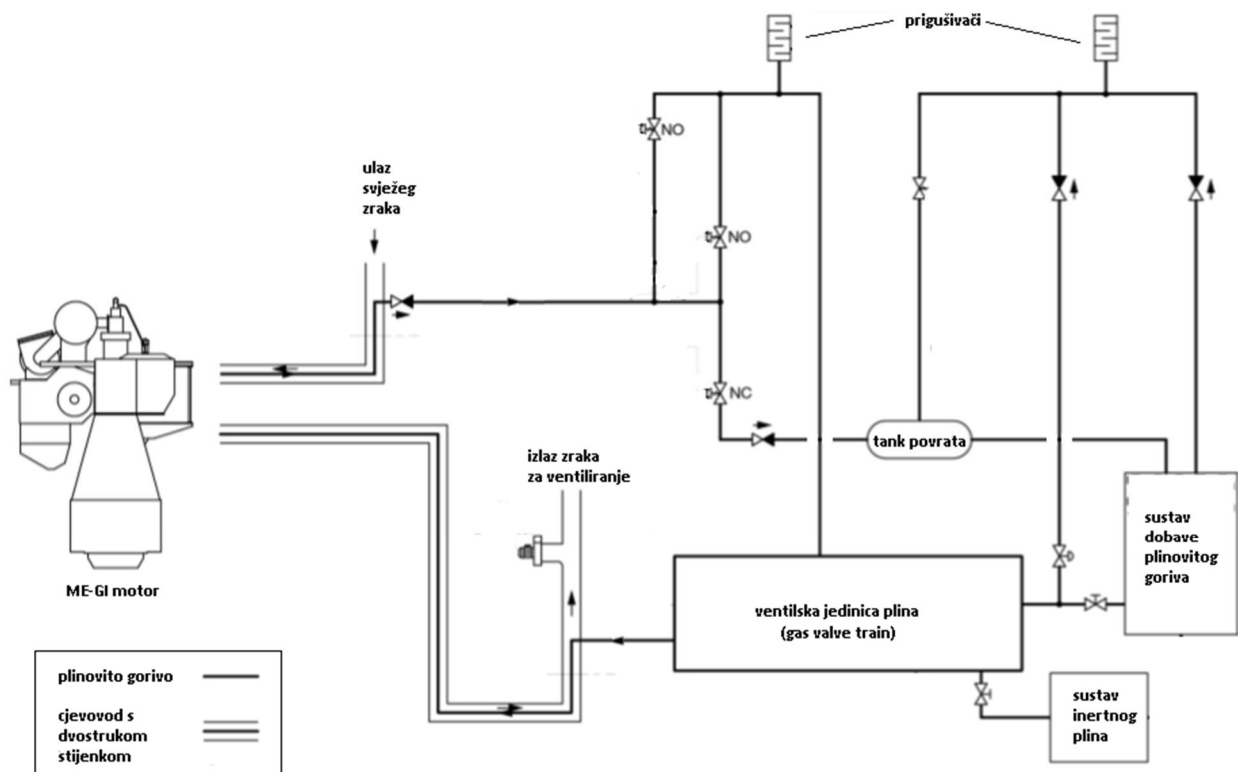 prigušivači
NO
ulaz
svježeg
zraka
NO
NC
tank povrata
izlaz zraka
za ventiliranje
sustav
dobave
plinovitog
goriva
ME-GI motor
ventilska jedinica plina
(gas valve train)
plinovito gorivo
cjevovod s
dvostrukom
stijenkom
sustav
inertnog
plina